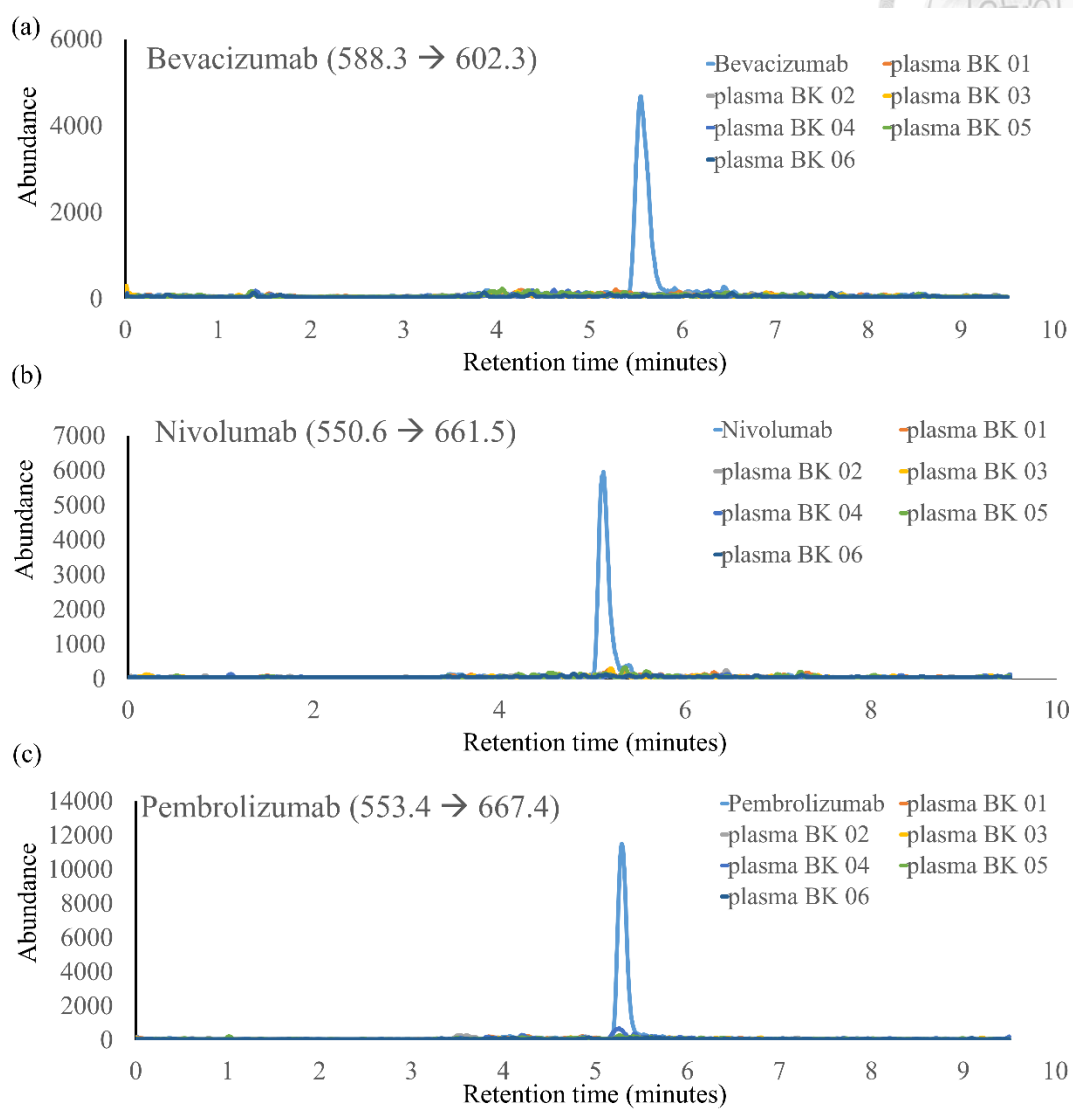 (a)
6000
4000
2000
0
Abundance
Bevacizumab (588.3 → 602.3)
Bevacizumab plasma BK 01
plasma BK 02 plasma BK 03
plasma BK 04 plasma BK 05
plasma BK 06
0 1 2 3 4 5 6 7 8 9 10
Retention time (minutes)
(b)
7000
6000
5000
4000
3000
2000
1000
0
Abundance
Nivolumab (550.6 → 661.5)
Nivolumab plasma BK 01
plasma BK 02 plasma BK 03
plasma BK 04 plasma BK 05
plasma BK 06
0 2 4 6 8 10
Retention time (minutes)
(c)
14000
12000
10000
8000
6000
4000
2000
0
Abundance
Pembrolizumab (553.4 → 667.4)
Pembrolizumab plasma BK 01
plasma BK 02 plasma BK 03
plasma BK 04 plasma BK 05
plasma BK 06
0 1 2 3 4 5 6 7 8 9 10
Retention time (minutes)